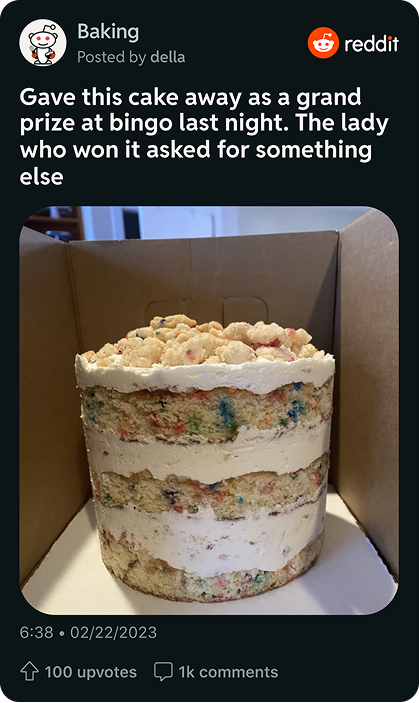 Baking
Posted by della
reddit
Gave this cake away as a grand
prize at bingo last night. The lady
who won it asked for something
else
6:38 • 02/22/2023
100 upvotes
1k comments